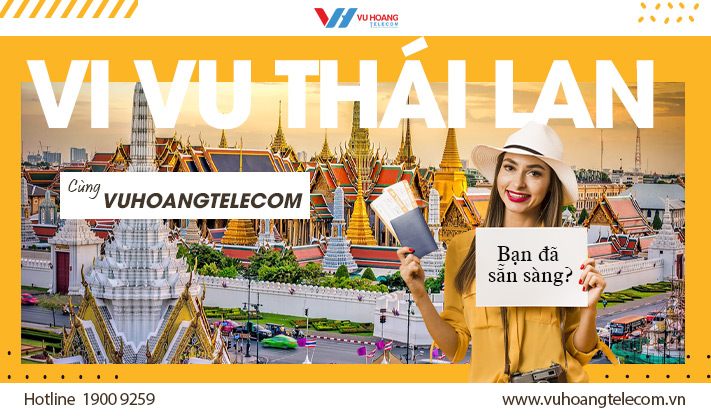 VU HOANG
TELECOM
VI VU THÁI LAN
Cùng
VUHOANGTELECOM
Bạn đã
sẵn sàng?
Hotline 1900 9259
www.vuhoangtelecom.vn